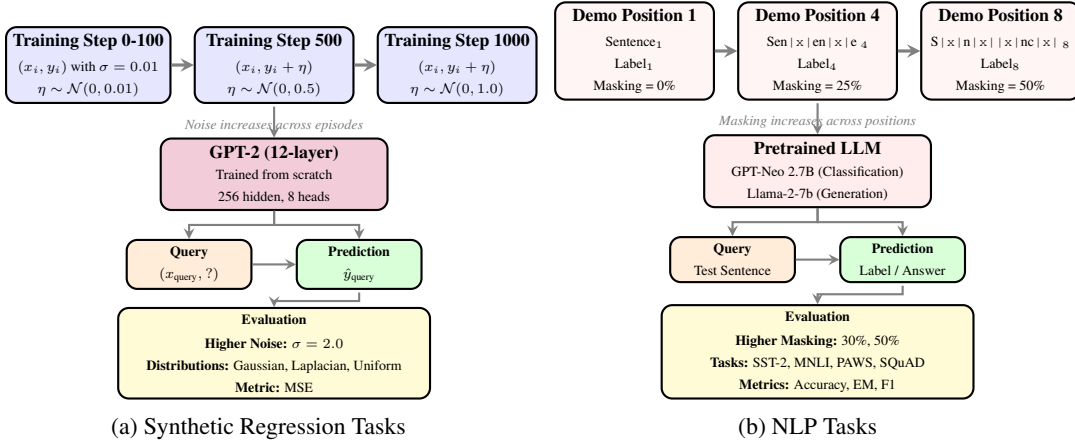 Training Step 0-100
(x_i, y_i) with σ = 0.01
η ∼ N(0, 0.01)
Training Step 500
(x_i, y_i + η)
η ∼ N(0, 0.5)
Training Step 1000
(x_i, y_i + η)
η ∼ N(0, 1.0)
Noise increases across episodes
GPT-2 (12-layer)
Trained from scratch
256 hidden, 8 heads
Query
(x_query, ?)
Prediction
ŷ_query
Evaluation
Higher Noise: σ = 2.0
Distributions: Gaussian, Laplacian, Uniform
Metric: MSE
(a) Synthetic Regression Tasks
Demo Position 1
Sentence₁
Label₁
Masking = 0%
Demo Position 4
Sen|x|en|x|e ₄
Label₄
Masking = 25%
Demo Position 8
S|x|n|x| |x|nc|x| ₈
Label₈
Masking = 50%
Masking increases across positions
Pretrained LLM
GPT-Neo 2.7B (Classification)
Llama-2-7b (Generation)
Query
Test Sentence
Prediction
Label / Answer
Evaluation
Higher Masking: 30%, 50%
Tasks: SST-2, MNLI, PAWS, SQuAD
Metrics: Accuracy, EM, F1
(b) NLP Tasks